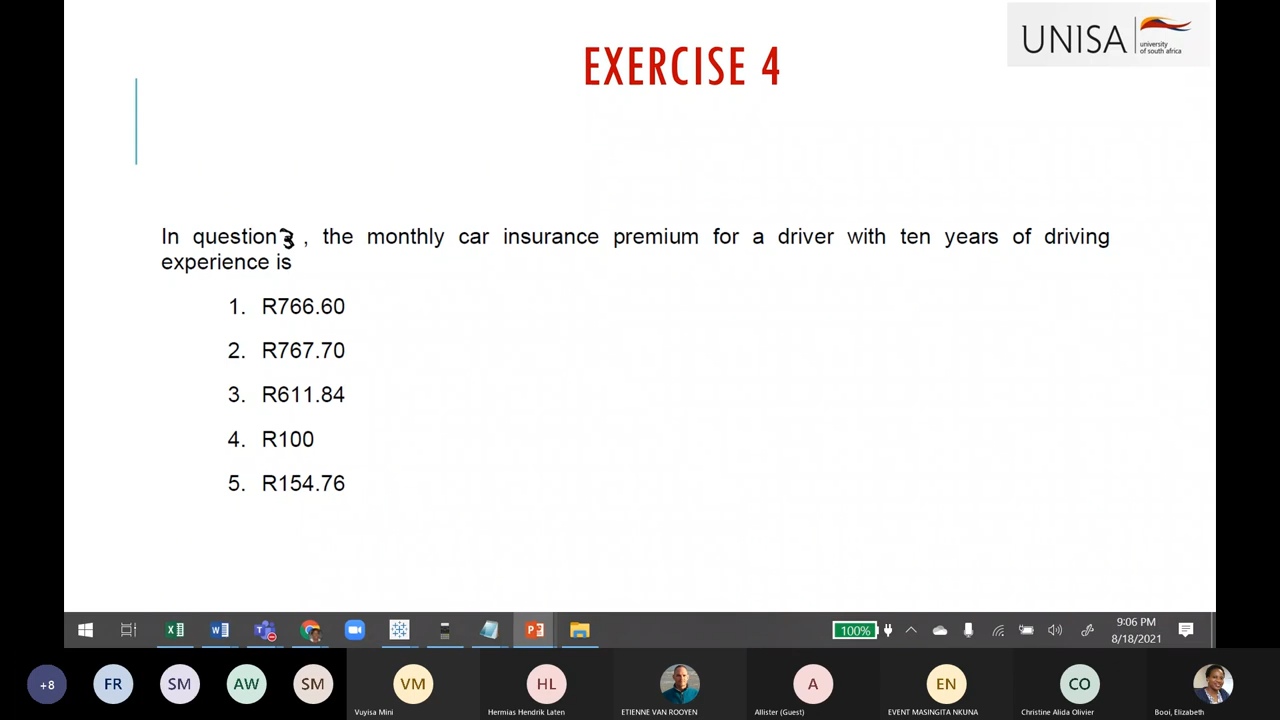 EXERCISE 4
UNISA
university
of south africa
In question 3 , the monthly car insurance premium for a driver with ten years of driving
experience is
1. R766.60
2. R767.70
3. R611.84
4. R100
5. R154.76
100%
9:06 PM
8/18/2021
+8
FR
SM
AW
SM
VM
HL
A
EN
CO
Vuyisa Mini
Hermias Hendrik Laten
ETIENNE VAN ROOYEN
Allister (Guest)
EVENT MASINGITA NKUNA
Christine Alida Olivier
Booi, Elizabeth